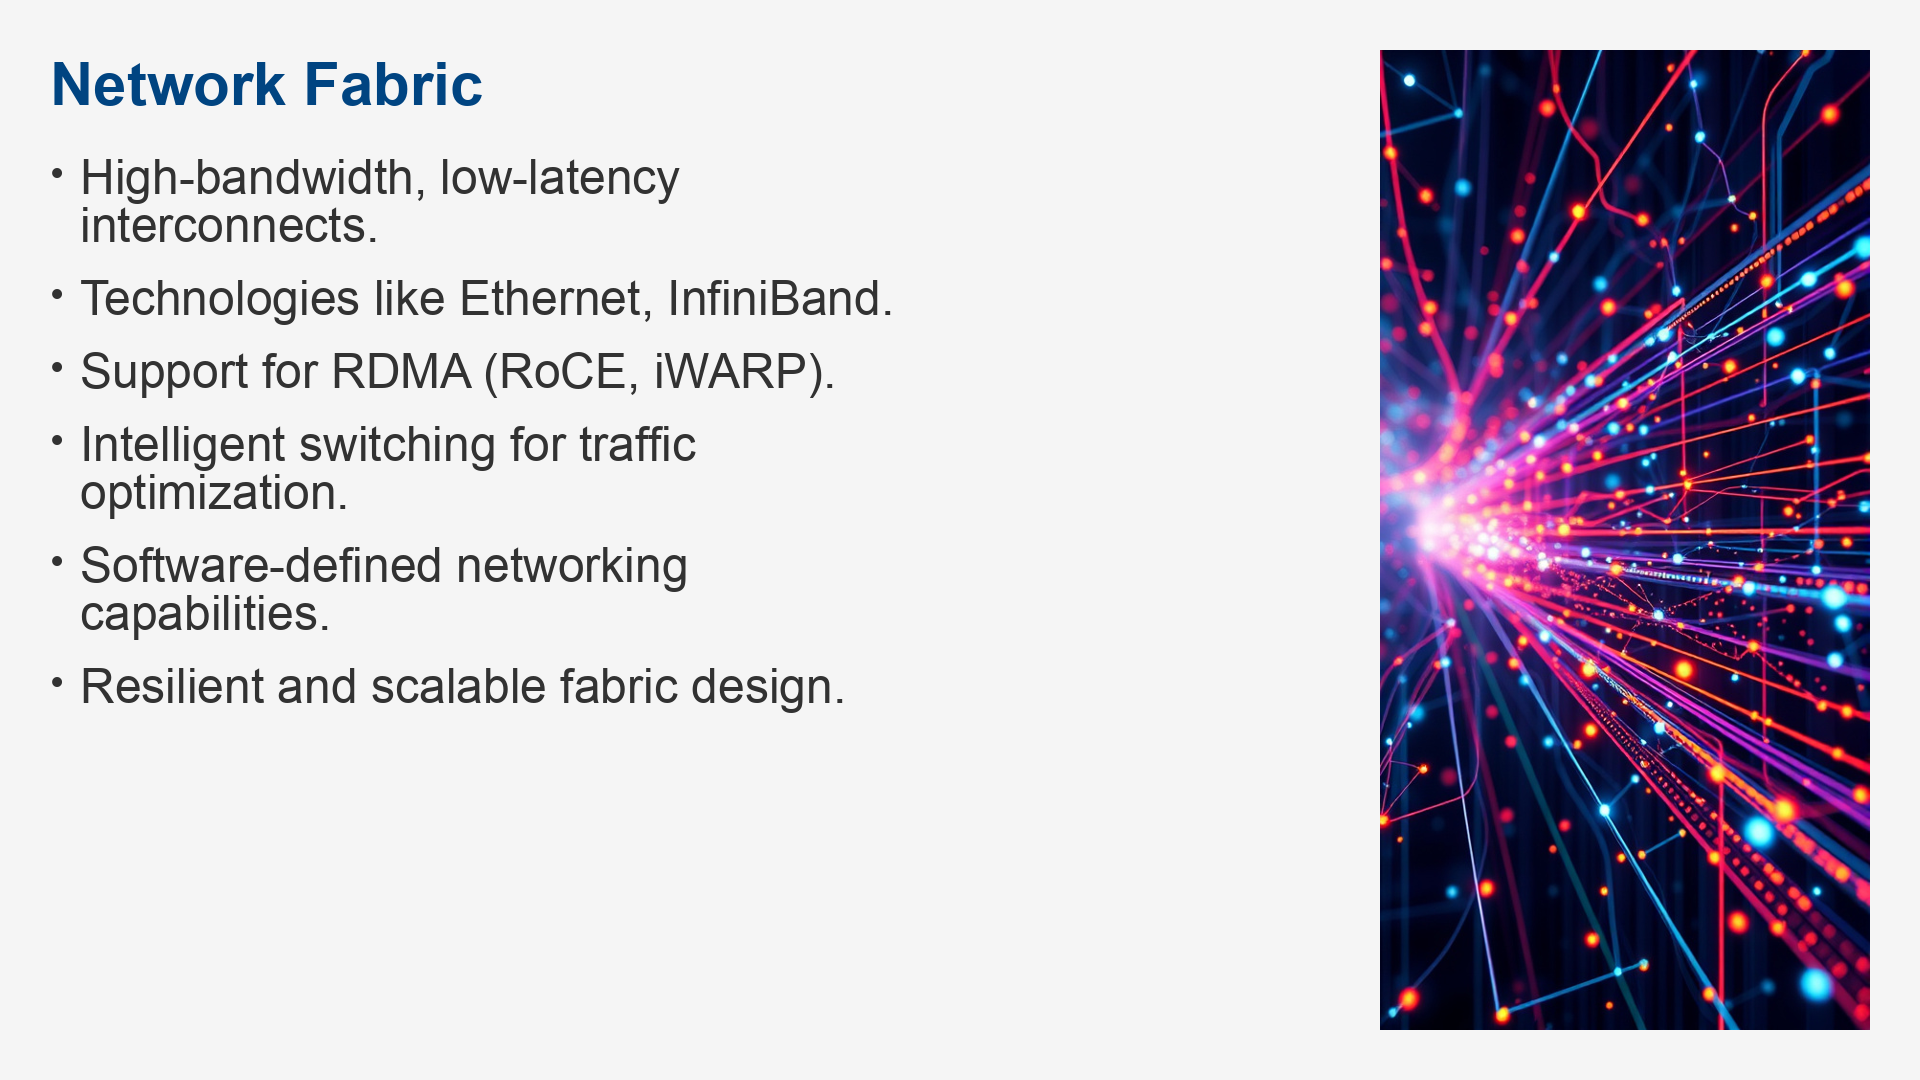 Network Fabric
• High-bandwidth, low-latency
interconnects.
• Technologies like Ethernet, InfiniBand.
• Support for RDMA (RoCE, iWARP).
• Intelligent switching for traffic
optimization.
• Software-defined networking
capabilities.
• Resilient and scalable fabric design.